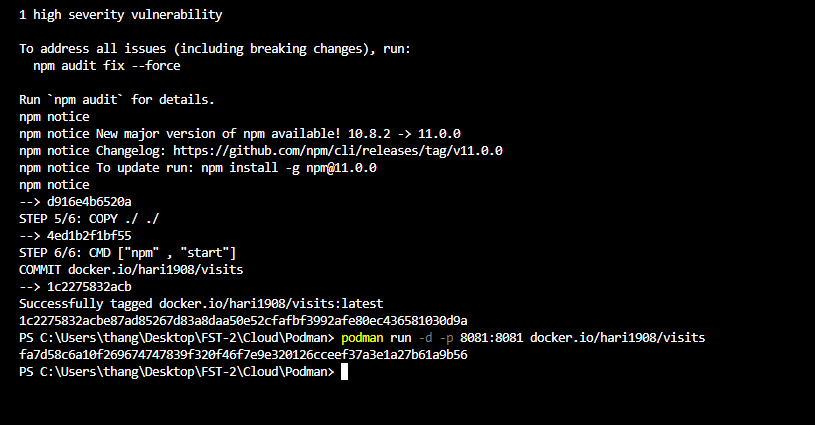 1 high severity vulnerability
To address all issues (including breaking changes), run:
  npm audit fix --force
Run `npm audit` for details.
npm notice
npm notice New major version of npm available! 10.8.2 -> 11.0.0
npm notice Changelog: https://github.com/npm/cli/releases/tag/v11.0.0
npm notice To update run: npm install -g npm@11.0.0
npm notice
--> d916e4b6520a
STEP 5/6: COPY ./ ./
--> 4ed1b2f1bf55
STEP 6/6: CMD ["npm" , "start"]
COMMIT docker.io/hari1908/visits
--> 1c2275832acb
Successfully tagged docker.io/hari1908/visits:latest
1c2275832acbe87ad85267d83a8daa50e52cfafbf3992afe80ec436581030d9a
PS C:\Users\thang\Desktop\FST-2\Cloud\Podman> podman run -d -p 8081:8081 docker.io/hari1908/visits
fa7d58c6a10f269674747839f320f46f7e9e320126cceef37a3e1a27b61a9b56
PS C:\Users\thang\Desktop\FST-2\Cloud\Podman>